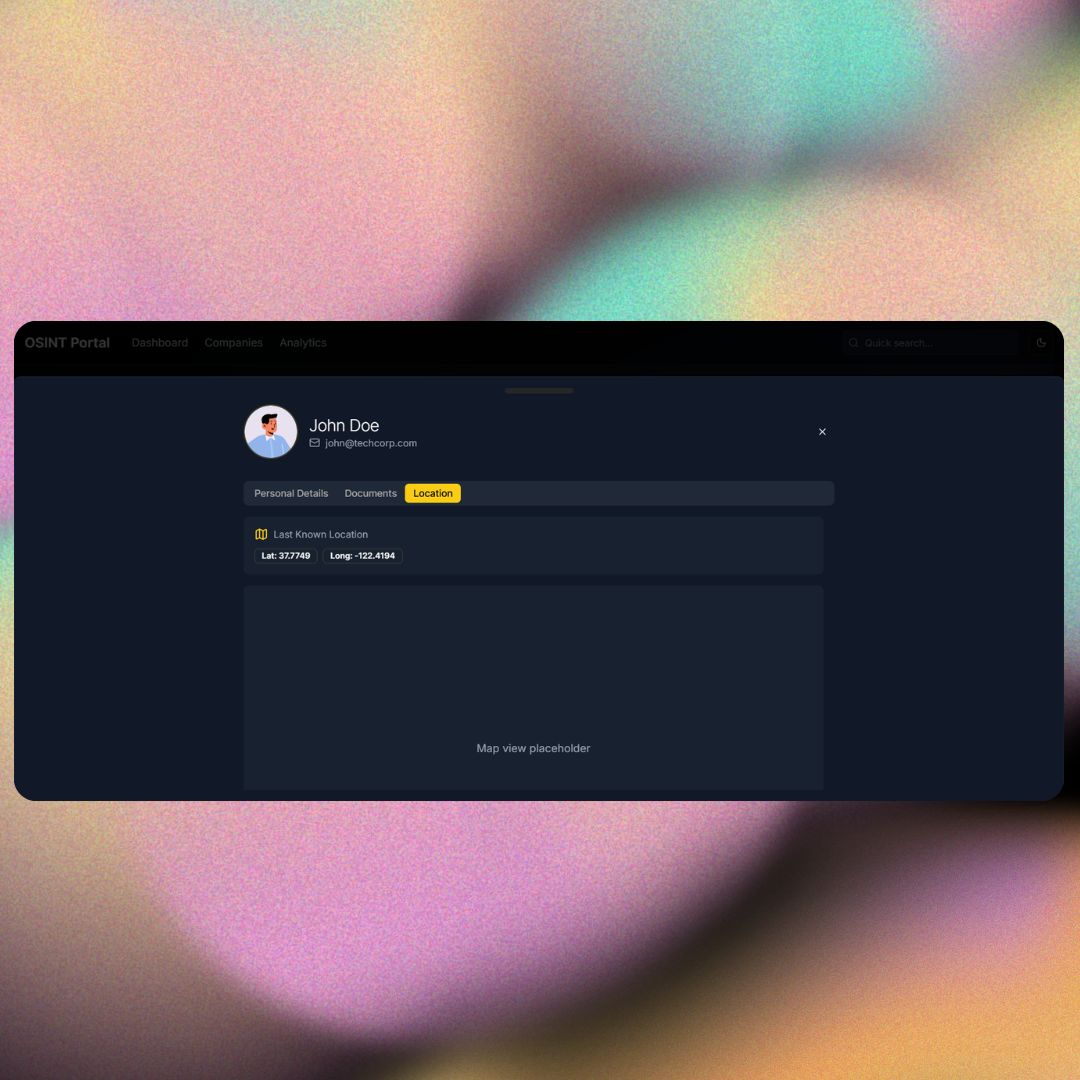 OSINT Portal Dashboard Companies Analytics Quick search...
John Doe
john@techcorp.com
Personal Details Documents Location
Last Known Location
Lat: 37.7749 Long: -122.4194
Map view placeholder